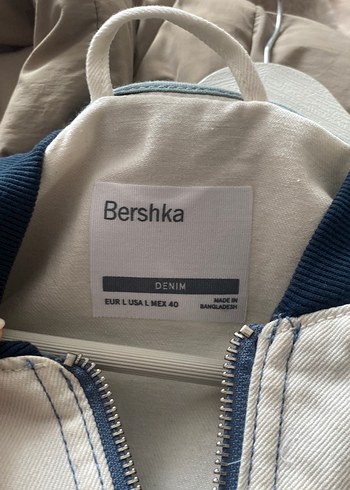 Bershka
DENIM
EUR L USA L MEX 40
MADE IN
BANGLADESH